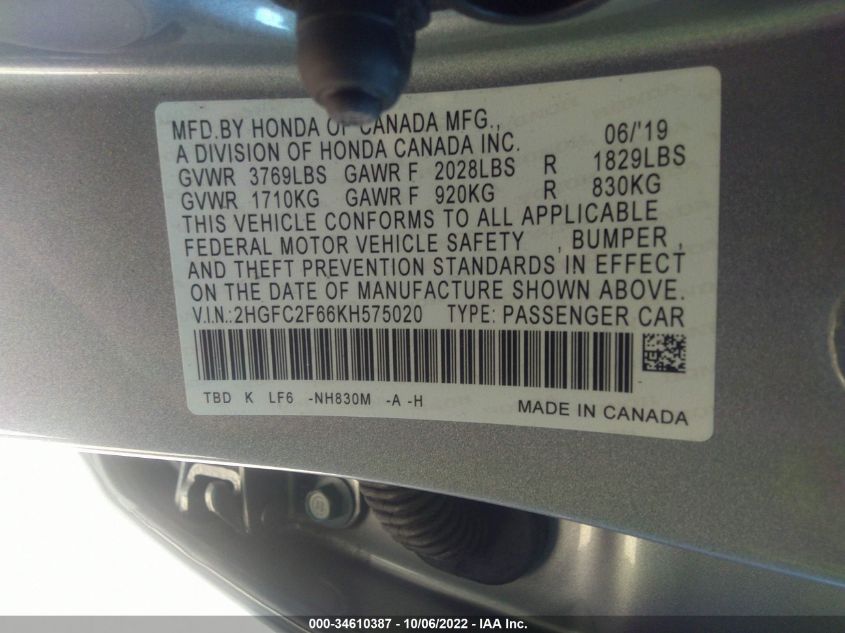 MFD.BY HONDA OF CANADA MFG., 06/'19
A DIVISION OF HONDA CANADA INC.
GVWR 3769LBS GAWR F 2028LBS R 1829LBS
GVWR 1710KG GAWR F 920KG R 830KG
THIS VEHICLE CONFORMS TO ALL APPLICABLE
FEDERAL MOTOR VEHICLE SAFETY , BUMPER ,
AND THEFT PREVENTION STANDARDS IN EFFECT
ON THE DATE OF MANUFACTURE SHOWN ABOVE.
V.I.N.:2HGFC2F66KH575020 TYPE: PASSENGER CAR
TBD K LF6 -NH830M -A -H MADE IN CANADA
000-34610387 - 10/06/2022 - IAA Inc.